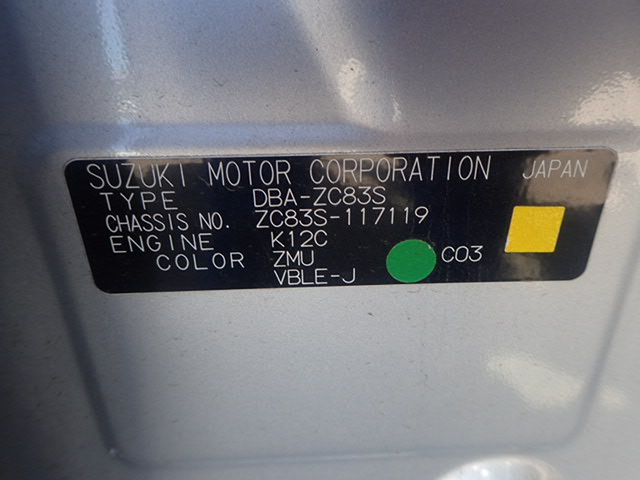 SUZUKI MOTOR CORPORATION JAPAN
TYPE DBA-ZC83S
CHASSIS NO. ZC83S-117119
ENGINE K12C
COLOR ZMU C03
VBLE-J